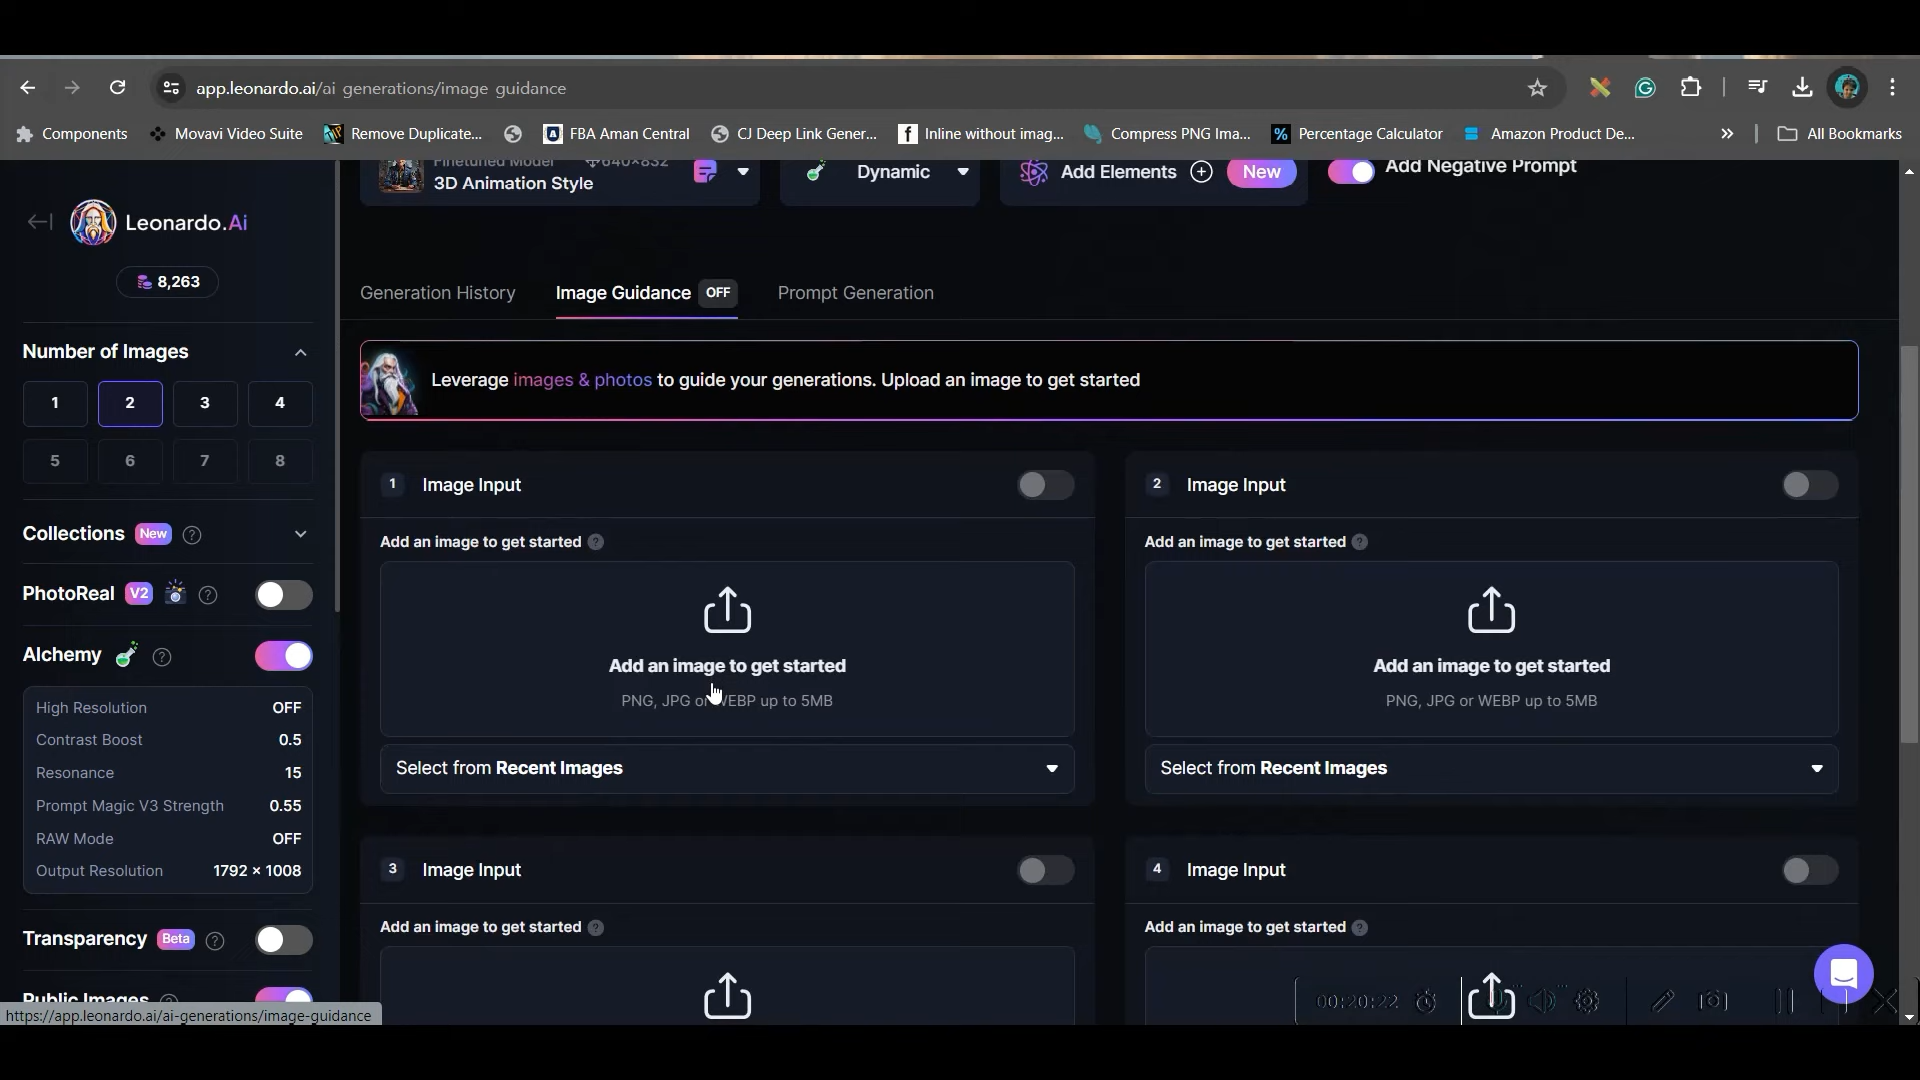 app.leonardo.ai/ai generations/image guidance
Components
Movavi Video Suite
Remove Duplicate...
FBA Aman Central
CJ Deep Link Gener...
Inline without imag...
Compress PNG Ima...
Percentage Calculator
Amazon Product De...
All Bookmarks
Finetuned Model
640×832
3D Animation Style
Dynamic
Add Elements
New
Add Negative Prompt
Leonardo.Ai
8,263
Generation History
Image Guidance OFF
Prompt Generation
Number of Images
1 2 3 4
5 6 7 8
Leverage images & photos to guide your generations. Upload an image to get started
Collections New
PhotoReal V2
Alchemy
High Resolution OFF
Contrast Boost 0.5
Resonance 15
Prompt Magic V3 Strength 0.55
RAW Mode OFF
Output Resolution 1792 × 1008
Transparency Beta
Public Images
1 Image Input
Add an image to get started
Add an image to get started
PNG, JPG or WEBP up to 5MB
Select from Recent Images
2 Image Input
Add an image to get started
Add an image to get started
PNG, JPG or WEBP up to 5MB
Select from Recent Images
3 Image Input
Add an image to get started
4 Image Input
Add an image to get started
00:20:22
https://app.leonardo.ai/ai-generations/image-guidance